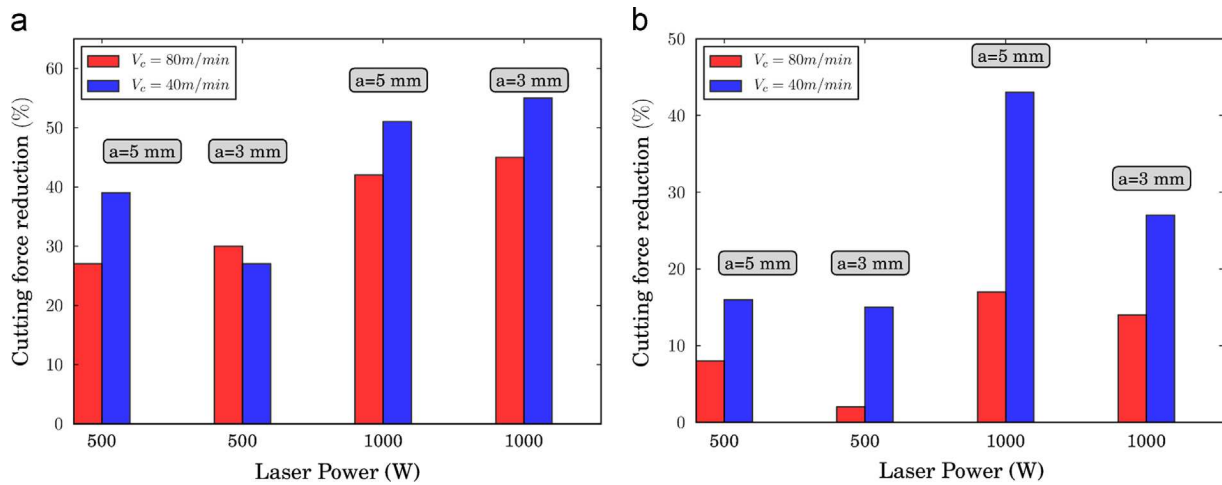 a
V_c = 80m/min
V_c = 40m/min
a=5 mm
a=3 mm
a=5 mm
a=3 mm
60
50
40
30
20
10
0
500
500
1000
1000
Cutting force reduction (%)
Laser Power (W)
b
V_c = 80m/min
V_c = 40m/min
a=5 mm
a=3 mm
a=5 mm
a=3 mm
50
40
30
20
10
0
500
500
1000
1000
Cutting force reduction (%)
Laser Power (W)